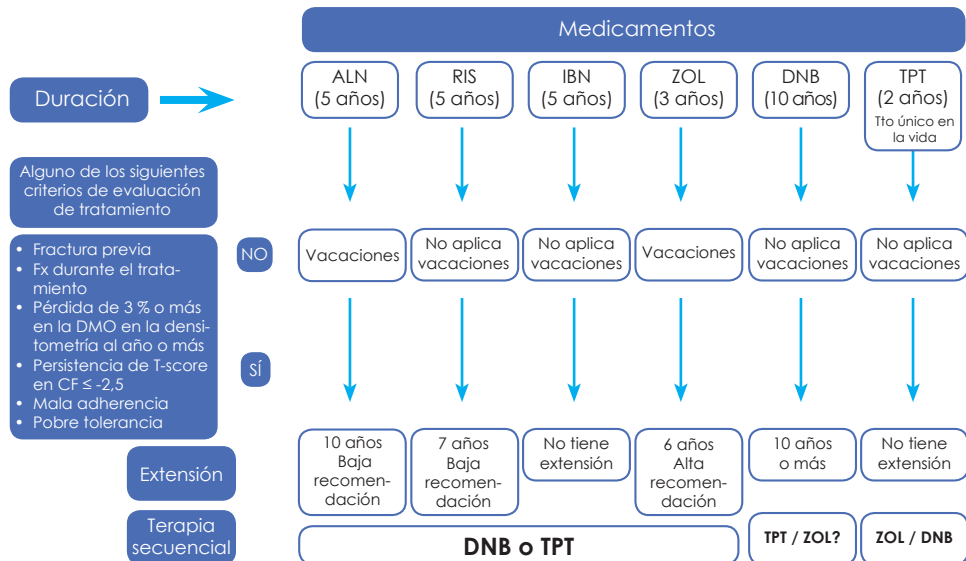 Medicamentos
Duración
ALN
(5 años)
RIS
(5 años)
IBN
(5 años)
ZOL
(3 años)
DNB
(10 años)
TPT
(2 años)
Tto único en
la vida
Alguno de los siguientes
criterios de evaluación
de tratamiento
• Fractura previa
• Fx durante el trata-
miento
• Pérdida de 3 % o más
en la DMO en la densi-
tometría al año o más
• Persistencia de T-score
en CF ≤ -2,5
• Mala adherencia
• Pobre tolerancia
NO
Vacaciones
No aplica
vacaciones
No aplica
vacaciones
Vacaciones
No aplica
vacaciones
No aplica
vacaciones
SÍ
Extensión
10 años
Baja
recomen-
dación
7 años
Baja
recomen-
dación
No tiene
extensión
6 años
Alta
recomen-
dación
10 años
o más
No tiene
extensión
Terapia
secuencial
DNB o TPT
TPT / ZOL?
ZOL / DNB